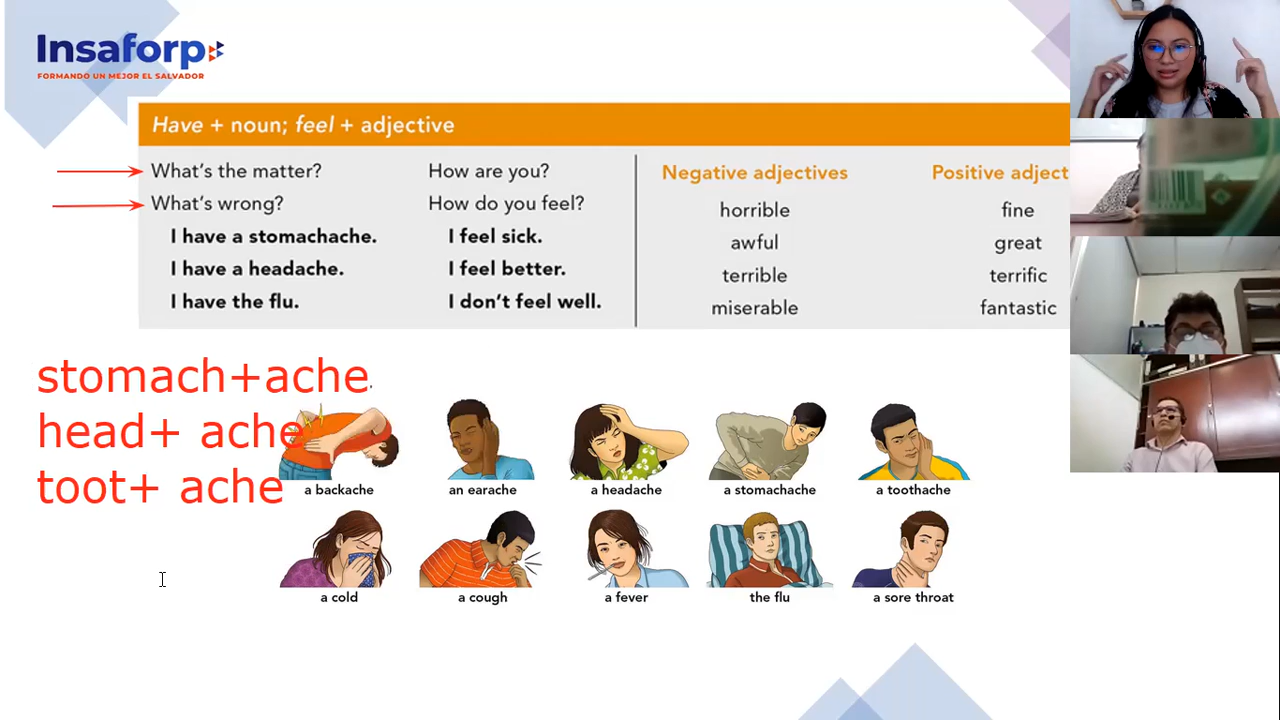 Insaforp
FORMANDO UN MEJOR EL SALVADOR
Have + noun; feel + adjective
What's the matter?
What's wrong?
I have a stomachache.
I have a headache.
I have the flu.
How are you?
How do you feel?
I feel sick.
I feel better.
I don't feel well.
Negative adjectives
horrible
awful
terrible
miserable
Positive adject
fine
great
terrific
fantastic
stomach+ache
head+ ache
toot+ ache
a backache
an earache
a headache
a stomachache
a toothache
a cold
a cough
a fever
the flu
a sore throat